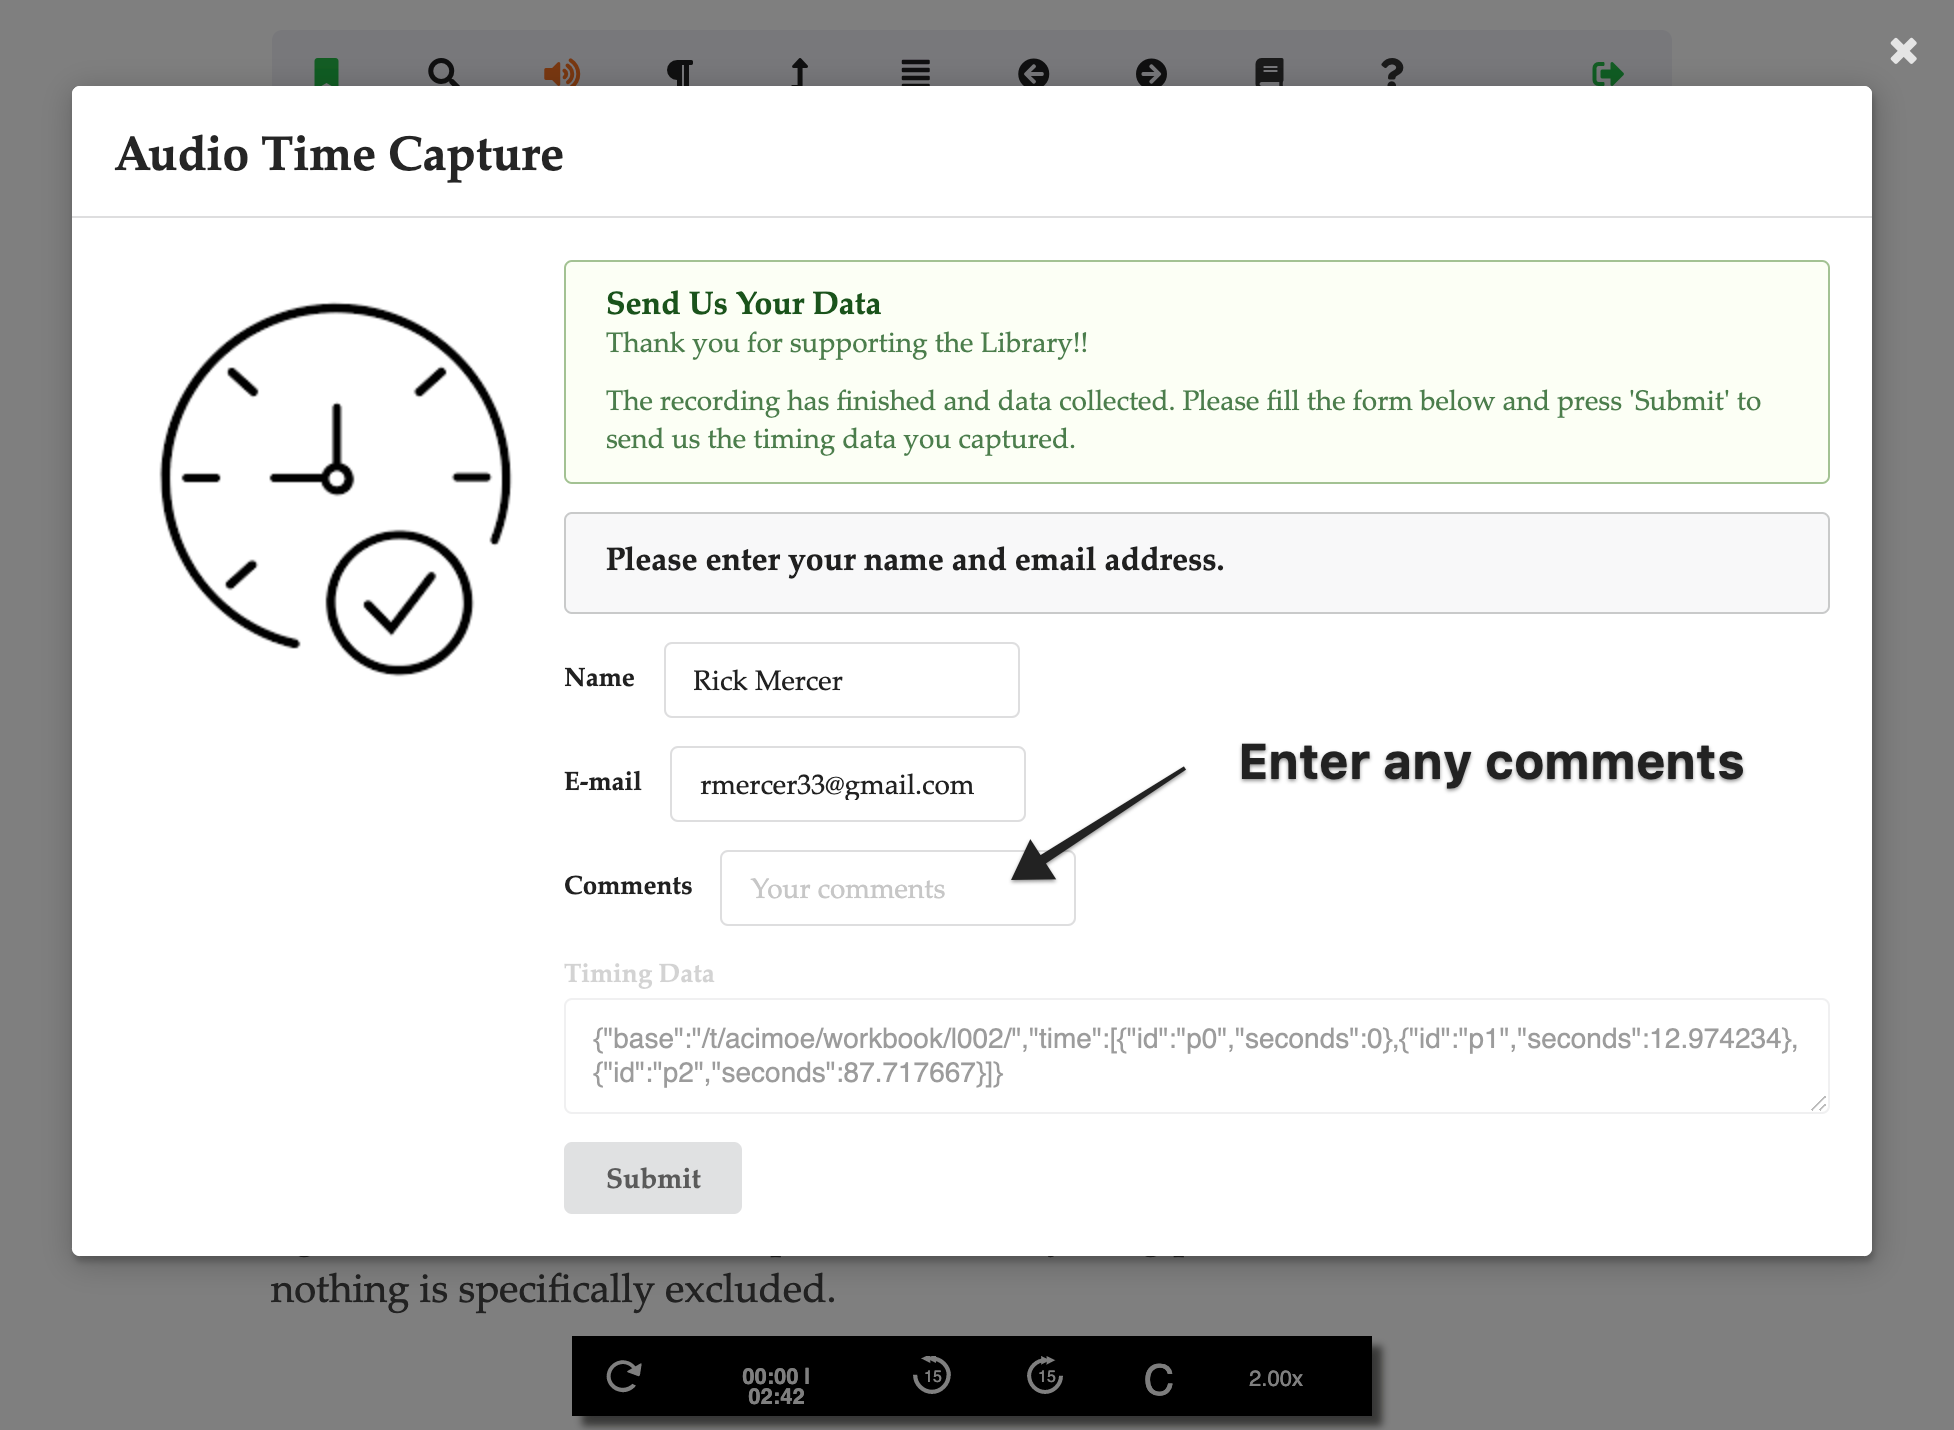 Audio Time Capture
Send Us Your Data
Thank you for supporting the Library!!
The recording has finished and data collected. Please fill the form below and press 'Submit' to
send us the timing data you captured.
Please enter your name and email address.
Name
Rick Mercer
E-mail
rmercer33@gmail.com
Enter any comments
Comments
Your comments
Timing Data
{"base":"/t/acimoe/workbook/l002/","time":[{"id":"p0","seconds":0},{"id":"p1","seconds":12.974234},
{"id":"p2","seconds":87.717667}]}
Submit
nothing is specifically excluded.
00:00 |
02:42
15
15
C
2.00x